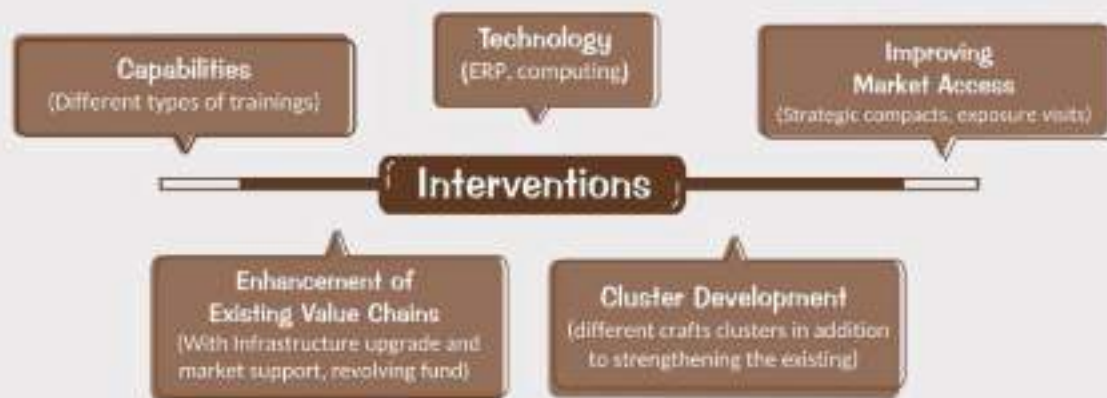 Capabilities
(Different types of trainings)
Technology
(ERP, computing)
Improving
Market Access
(Strategic compacts, exposure visits)
Interventions
Enhancement of
Existing Value Chains
(With Infrastructure upgrade and
market support, revolving fund)
Cluster Development
(different crafts clusters in addition
to strengthening the existing)